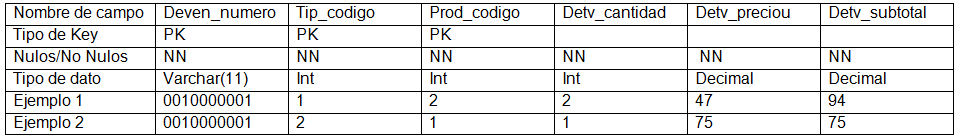 Nombre de campo Deven_numero Tip_codigo Prod_codigo Detv_cantidad Detv_preciou Detv_subtotal
Tipo de Key PK PK PK
Nulos/No Nulos NN NN NN NN NN NN
Tipo de dato Varchar(11) Int Int Int Decimal Decimal
Ejemplo 1 0010000001 1 2 2 47 94
Ejemplo 2 0010000001 2 1 1 75 75